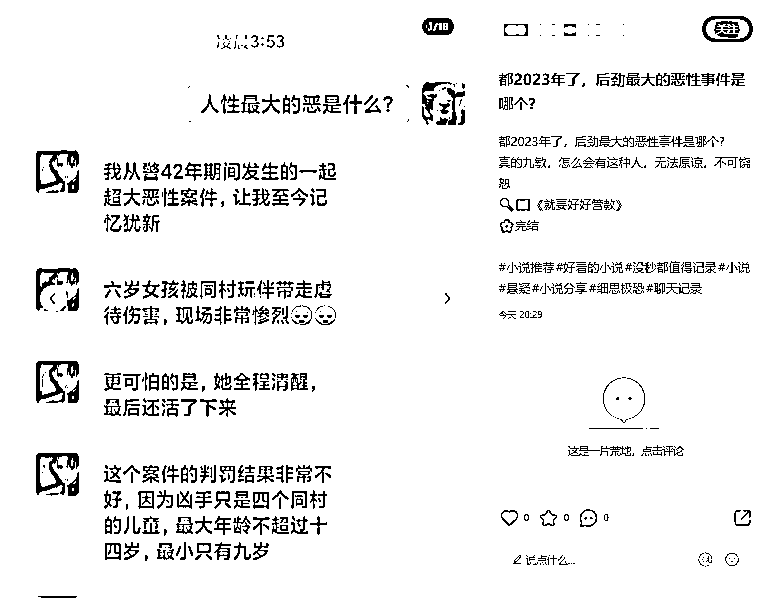 凌晨3:53
1/18
人性最大的恶是什么?
我从警42年期间发生的一起
超大恶性案件，让我至今记
忆犹新
六岁女孩被同村玩伴带走虐
待伤害，现场非常惨烈
更可怕的是，她全程清醒，
最后还活了下来
这个案件的判罚结果非常不
好，因为凶手只是四个同村
的儿童，最大年龄不超过十
四岁，最小只有九岁
关注
都2023年了，后劲最大的恶性事件是
哪个?
都2023年了，后劲最大的恶性事件是哪个?
真的九敏，怎么会有这种人，无法原谅，不可饶
恕
《就要好好管教》
完结
#小说推荐#好看的小说#没秒都值得记录#小说
#悬疑#小说分享#细思极恐#聊天记录
今天 20:29
这是一片荒地，点击评论
0 0 0
说点什么...